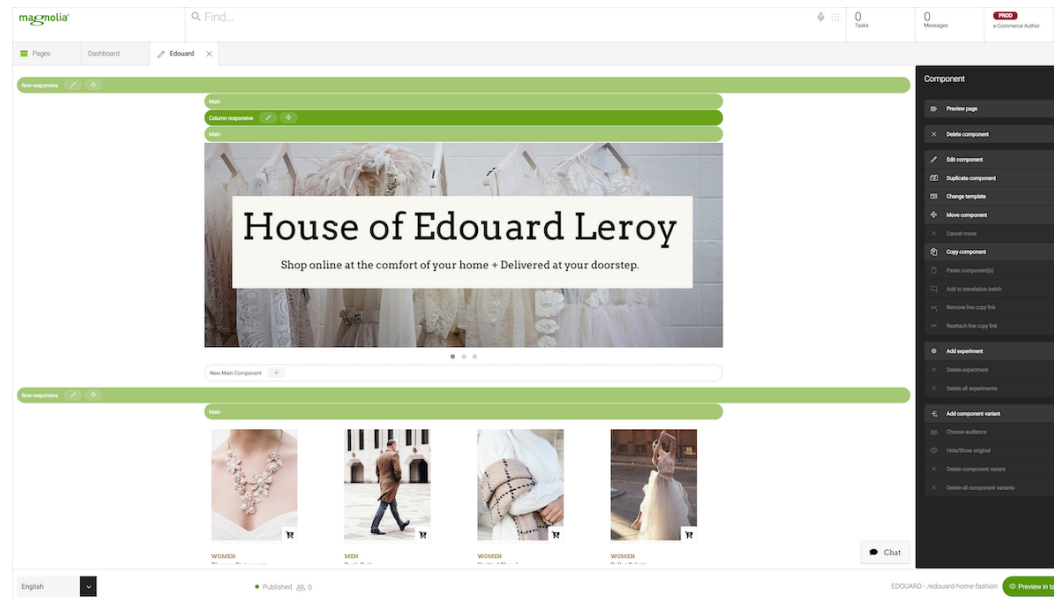 magnolia
Find...
0
Tasks
0
Messages
PROD
e-Commerce Author
Pages
Dashboard
Edouard
Row responsive
Main
Column responsive
Main
House of Edouard Leroy
Shop online at the comfort of your home + Delivered at your doorstep.
New Main Component
Row responsive
Main
WOMEN
MEN
WOMEN
WOMEN
Component
Preview page
Delete component
Edit component
Duplicate component
Change template
Move component
Cancel move
Copy component
Paste component(s)
Add to translation batch
Remove live copy link
Reattach live copy link
Add experiment
Delete experiment
Delete all experiments
Add component variant
Choose audience
Hide/Show original
Delete component variant
Delete all component variants
Chat
English
Published 0
EDOUARD - /edouard-home-fashion
Preview in ta